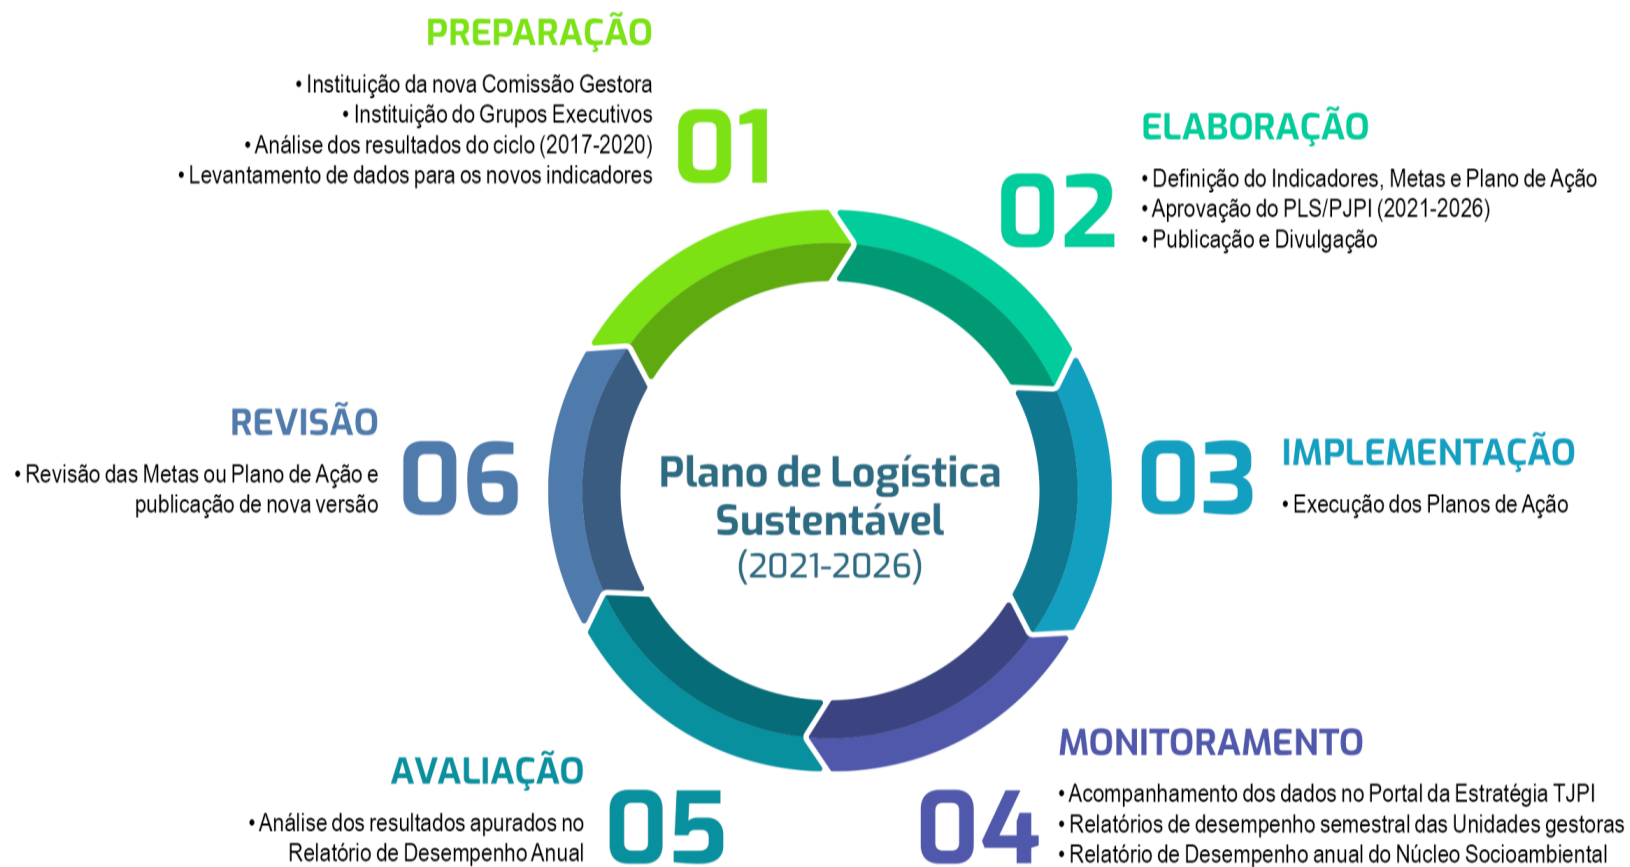 PREPARAÇÃO
• Instituição da nova Comissão Gestora
• Instituição do Grupos Executivos
• Análise dos resultados do ciclo (2017-2020)
• Levantamento de dados para os novos indicadores
01
ELABORAÇÃO
02
• Definição do Indicadores, Metas e Plano de Ação
• Aprovação do PLS/PJPI (2021-2026)
• Publicação e Divulgação
IMPLEMENTAÇÃO
03
• Execução dos Planos de Ação
MONITORAMENTO
04
• Acompanhamento dos dados no Portal da Estratégia TJPI
• Relatórios de desempenho semestral das Unidades gestoras
• Relatório de Desempenho anual do Núcleo Socioambiental
AVALIAÇÃO
• Análise dos resultados apurados no
Relatório de Desempenho Anual
05
REVISÃO
• Revisão das Metas ou Plano de Ação e
publicação de nova versão
06
Plano de Logística
Sustentável
(2021-2026)